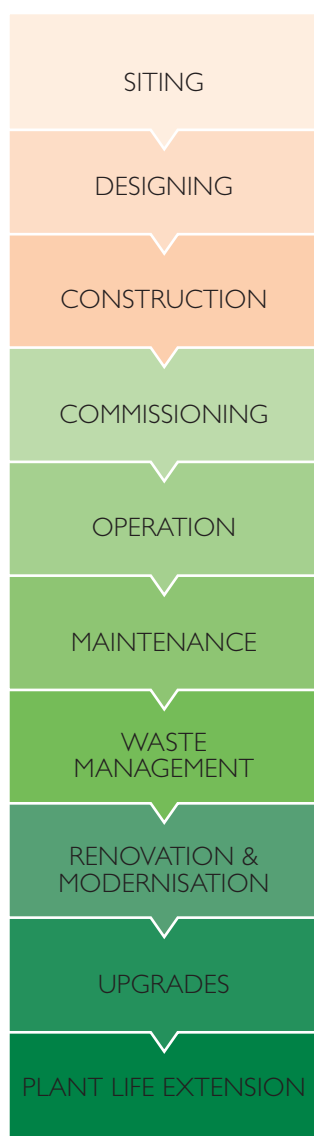 SITING
DESIGNING
CONSTRUCTION
COMMISSIONING
OPERATION
MAINTENANCE
WASTE
MANAGEMENT
RENOVATION &
MODERNISATION
UPGRADES
PLANT LIFE EXTENSION